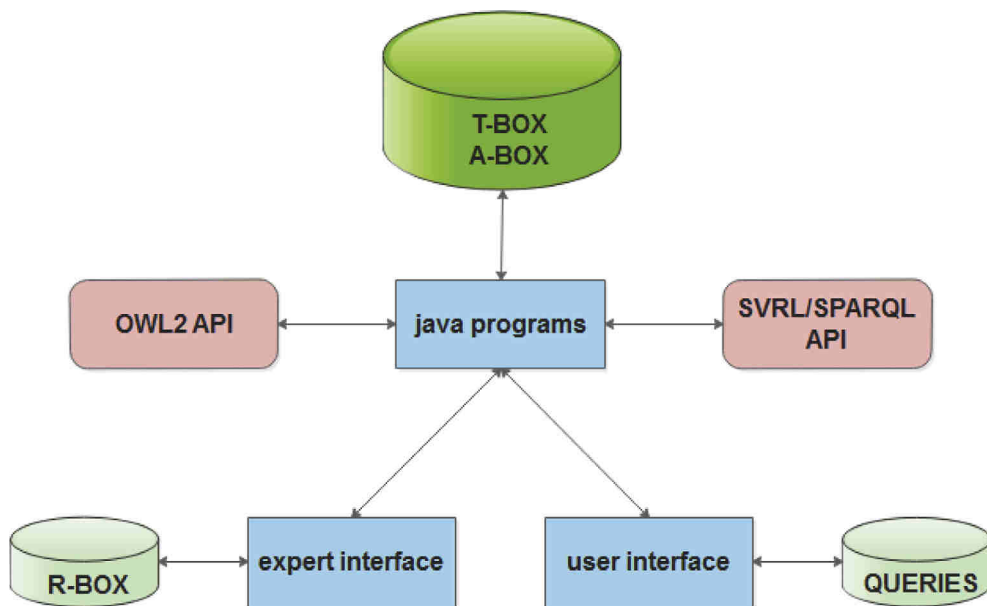 T-BOX
A-BOX
OWL2 API
java programs
SVRL/SPARQL
API
expert interface
user interface
R-BOX
QUERIES